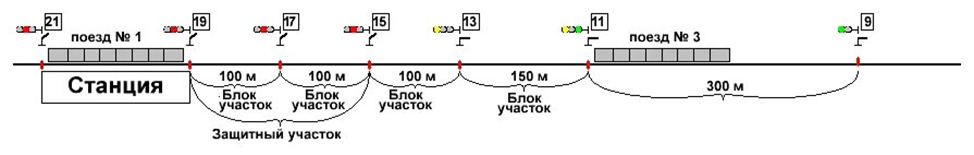 21 19 17 15 13 11 9
поезд № 1 поезд № 3
Станция
100 м 100 м 100 м 150 м 300 м
Блок участок Блок участок Блок участок Блок участок
Защитный участок